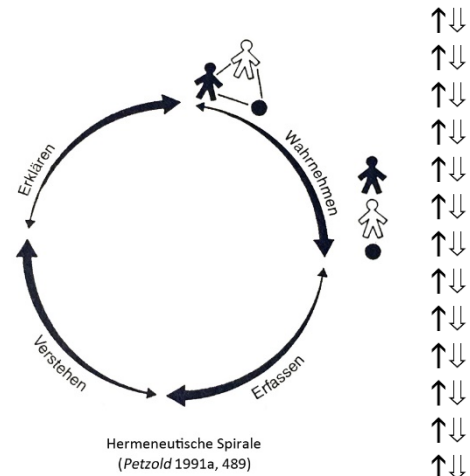 Wahrnehmen
Erfassen
Verstehen
Erklären
Hermeneutische Spirale
(Petzold 1991a, 489)